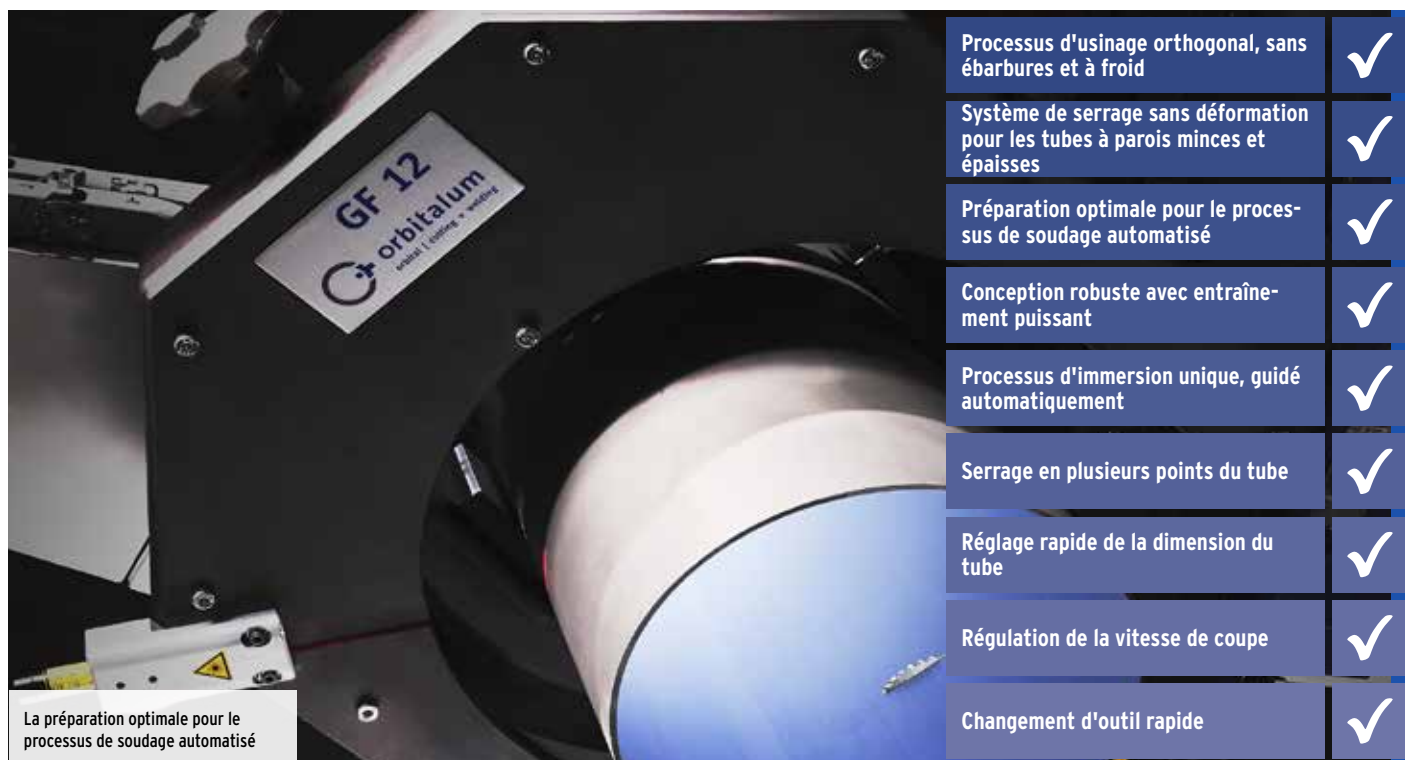 GF 12
orbitalum
orbital | cutting + welding
La préparation optimale pour le
processus de soudage automatisé
Processus d'usinage orthogonal, sans
ébarbures et à froid
Système de serrage sans déformation
pour les tubes à parois minces et
épaisses
Préparation optimale pour le proces-
sus de soudage automatisé
Conception robuste avec entraîne-
ment puissant
Processus d'immersion unique, guidé
automatiquement
Serrage en plusieurs points du tube
Réglage rapide de la dimension du
tube
Régulation de la vitesse de coupe
Changement d'outil rapide